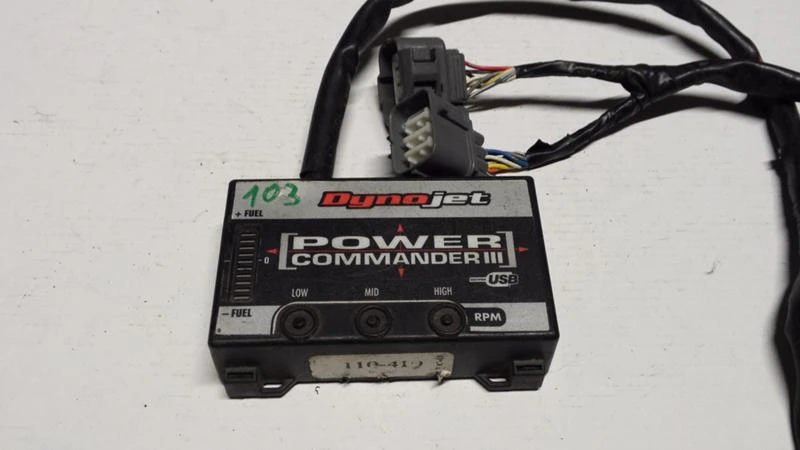 103 Dynojet
+ FUEL
POWER
0
COMMANDER III
USB
LOW MID HIGH
− FUEL
RPM